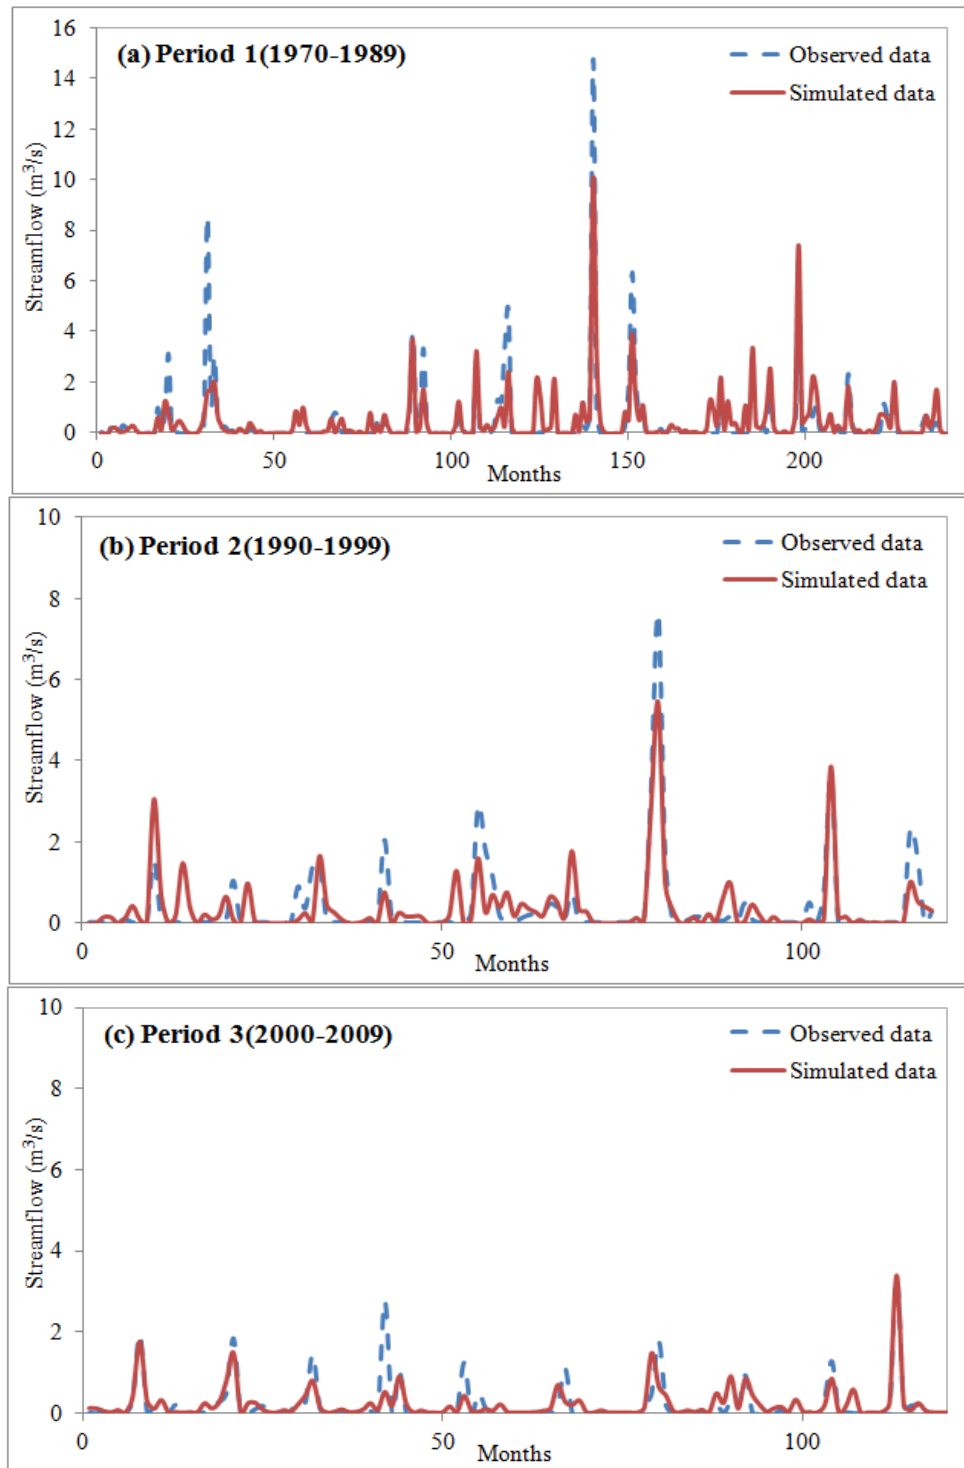 (a) Period 1(1970-1989)
Observed data
Simulated data
Streamflow (m³/s)
16
14
12
10
8
6
4
2
0
0 50 100 150 200
Months
(b) Period 2(1990-1999)
Observed data
Simulated data
Streamflow (m³/s)
10
8
6
4
2
0
0 50 100
Months
(c) Period 3(2000-2009)
Observed data
Simulated data
Streamflow (m³/s)
10
8
6
4
2
0
0 50 100
Months